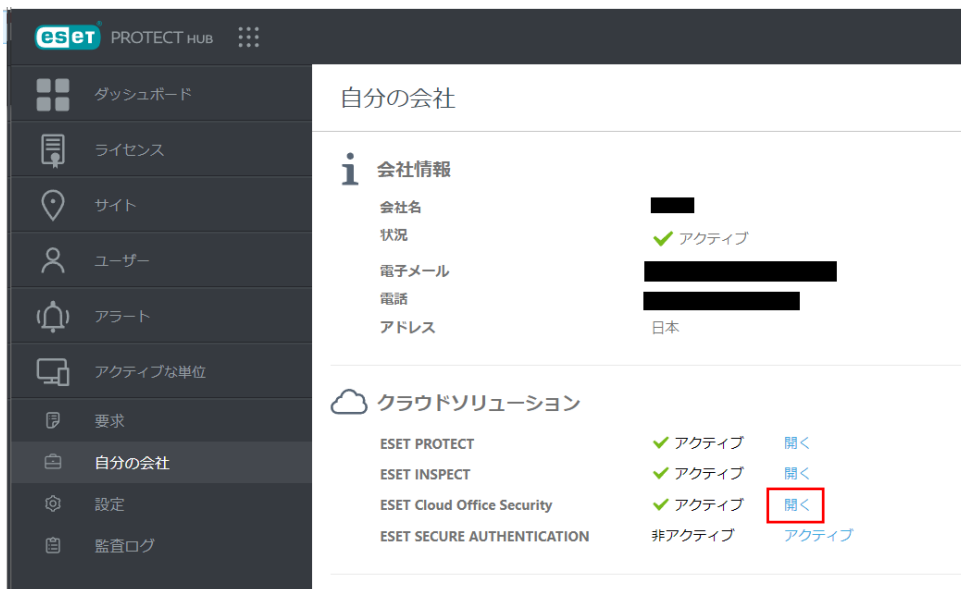 eset PROTECT HUB
ダッシュボード
ライセンス
サイト
ユーザー
アラート
アクティブな単位
要求
自分の会社
設定
監査ログ
自分の会社
会社情報
会社名
状況 アクティブ
電子メール
電話
アドレス 日本
クラウドソリューション
ESET PROTECT アクティブ 開く
ESET INSPECT アクティブ 開く
ESET Cloud Office Security アクティブ 開く
ESET SECURE AUTHENTICATION 非アクティブ アクティブ